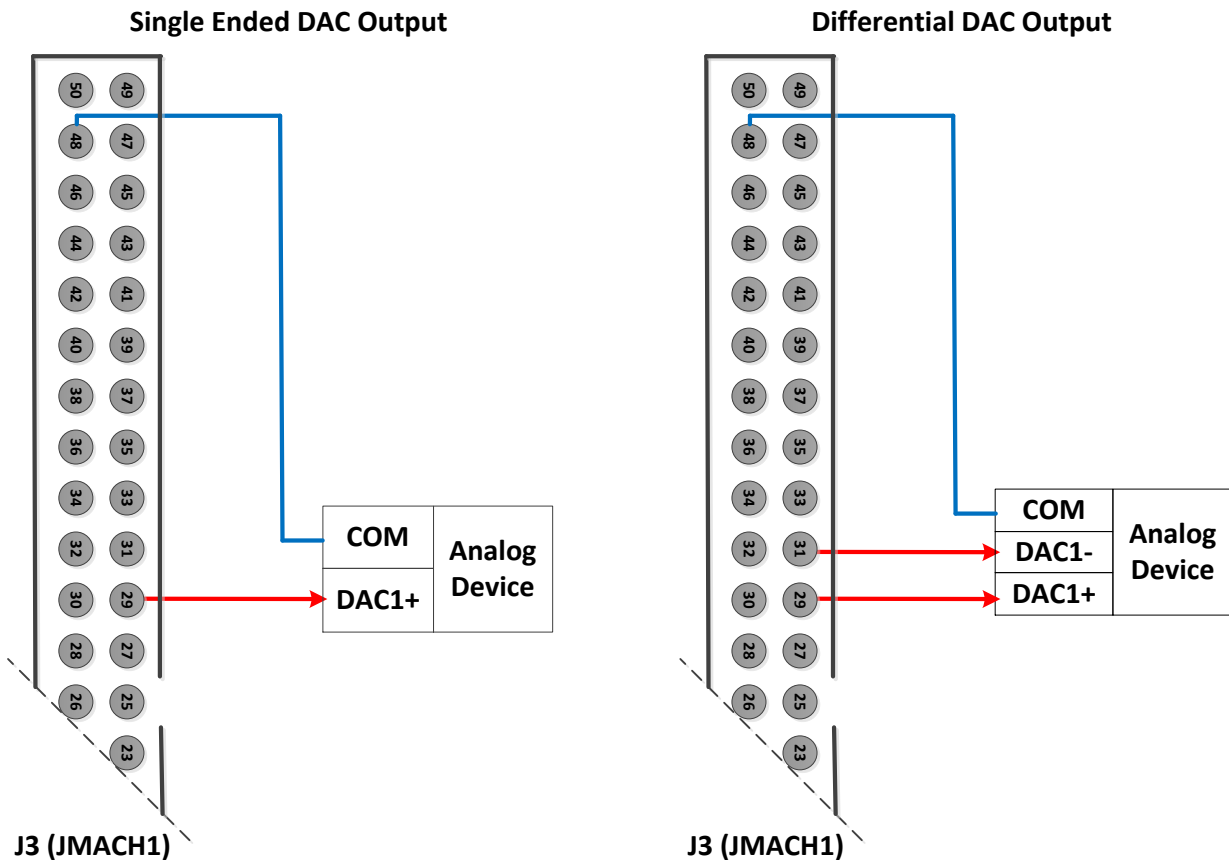 Single Ended DAC Output
50 49
48 47
46 45
44 43
42 41
40 39
38 37
36 35
34 33
32 31
30 29
28 27
26 25
23
COM
DAC1+
Analog
Device
J3 (JMACH1)
Differential DAC Output
50 49
48 47
46 45
44 43
42 41
40 39
38 37
36 35
34 33
32 31
30 29
28 27
26 25
23
COM
DAC1-
DAC1+
Analog
Device
J3 (JMACH1)